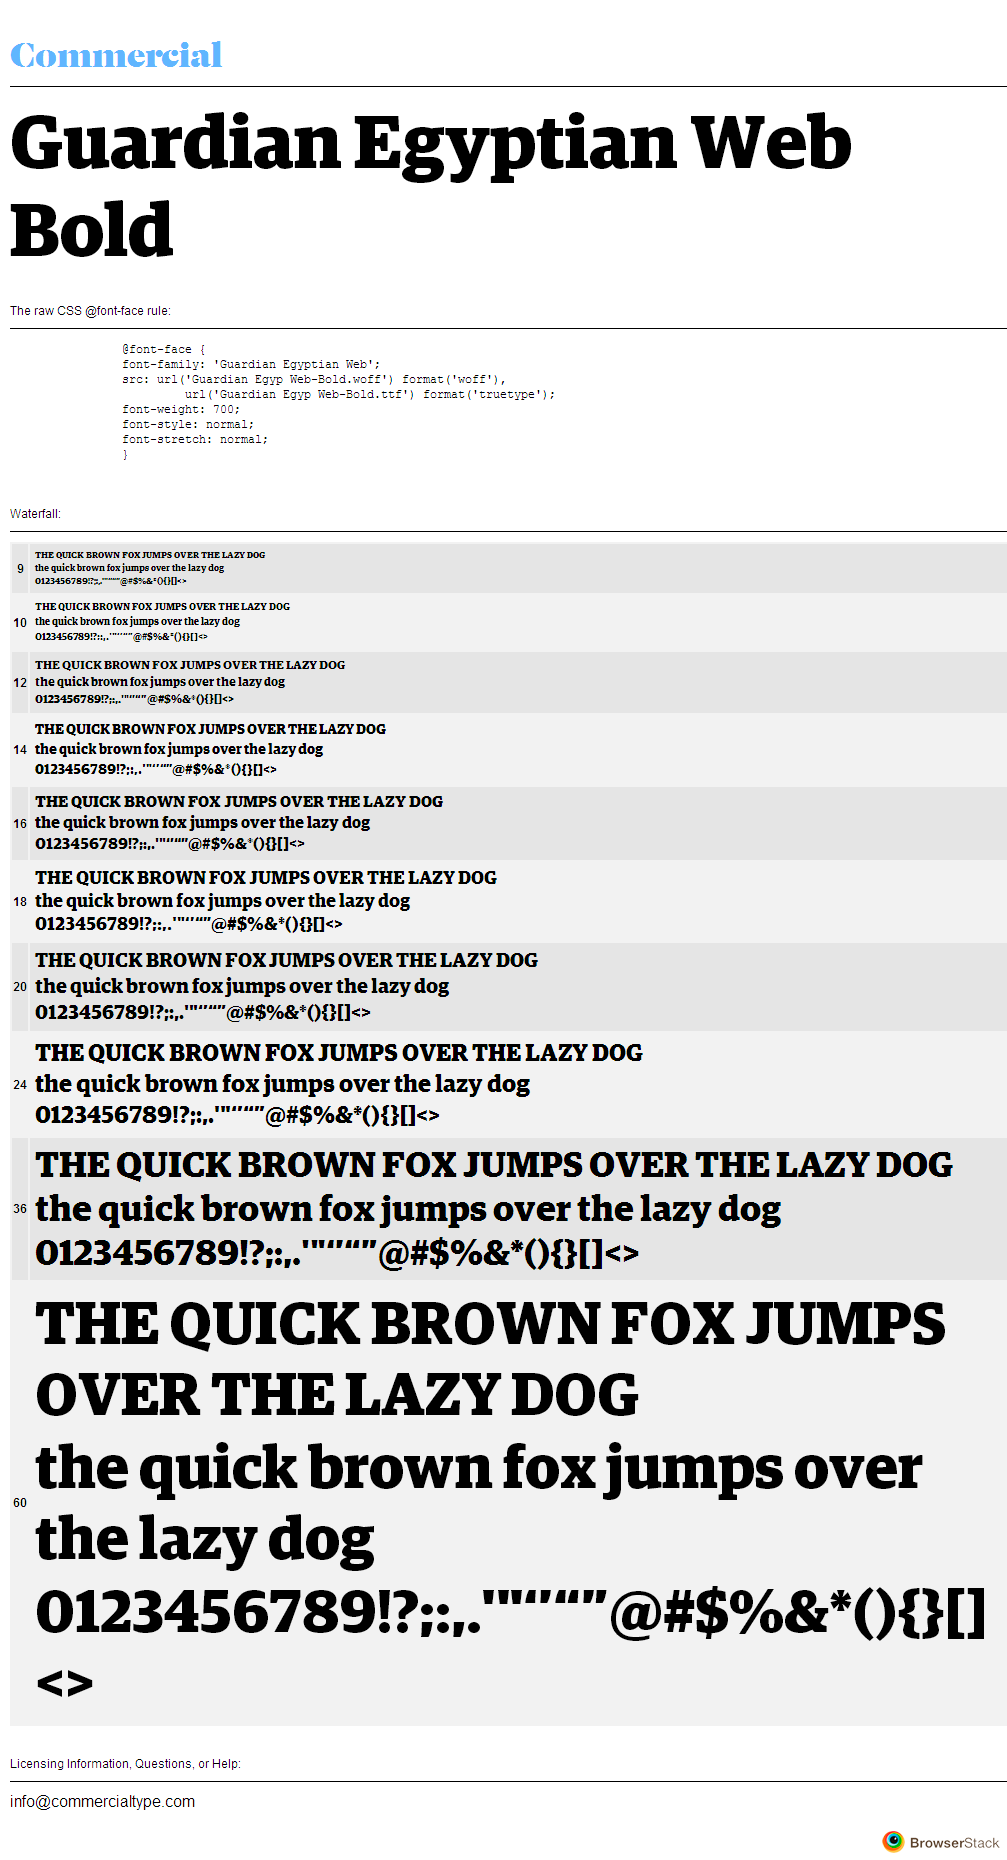 Commercial
Guardian Egyptian Web
Bold
The raw CSS @font-face rule:
@font-face {
font-family: 'Guardian Egyptian Web';
src: url('Guardian Egyp Web-Bold.woff') format('woff'),
url('Guardian Egyp Web-Bold.ttf') format('truetype');
font-weight: 700;
font-style: normal;
font-stretch: normal;
}
Waterfall:
THE QUICK BROWN FOX JUMPS OVER THE LAZY DOG
9 the quick brown fox jumps over the lazy dog
0123456789!?;:,.'"‘’“”@#$%&*(){}[]<>
THE QUICK BROWN FOX JUMPS OVER THE LAZY DOG
10 the quick brown fox jumps over the lazy dog
0123456789!?;:,.'"‘’“”@#$%&*(){}[]<>
THE QUICK BROWN FOX JUMPS OVER THE LAZY DOG
12 the quick brown fox jumps over the lazy dog
0123456789!?;:,.'"‘’“”@#$%&*(){}[]<>
THE QUICK BROWN FOX JUMPS OVER THE LAZY DOG
14 the quick brown fox jumps over the lazy dog
0123456789!?;:,.'"‘’“”@#$%&*(){}[]<>
THE QUICK BROWN FOX JUMPS OVER THE LAZY DOG
16 the quick brown fox jumps over the lazy dog
0123456789!?;:,.'"‘’“”@#$%&*(){}[]<>
THE QUICK BROWN FOX JUMPS OVER THE LAZY DOG
18 the quick brown fox jumps over the lazy dog
0123456789!?;:,.'"‘’“”@#$%&*(){}[]<>
THE QUICK BROWN FOX JUMPS OVER THE LAZY DOG
20 the quick brown fox jumps over the lazy dog
0123456789!?;:,.'"‘’“”@#$%&*(){}[]<>
THE QUICK BROWN FOX JUMPS OVER THE LAZY DOG
24 the quick brown fox jumps over the lazy dog
0123456789!?;:,.'"‘’“”@#$%&*(){}[]<>
THE QUICK BROWN FOX JUMPS OVER THE LAZY DOG
36 the quick brown fox jumps over the lazy dog
0123456789!?;:,.'"‘’“”@#$%&*(){}[]<>
THE QUICK BROWN FOX JUMPS
OVER THE LAZY DOG
the quick brown fox jumps over
60 the lazy dog
0123456789!?;:,.'"‘’“”@#$%&*(){}[]
<>
Licensing Information, Questions, or Help:
info@commercialtype.com
BrowserStack